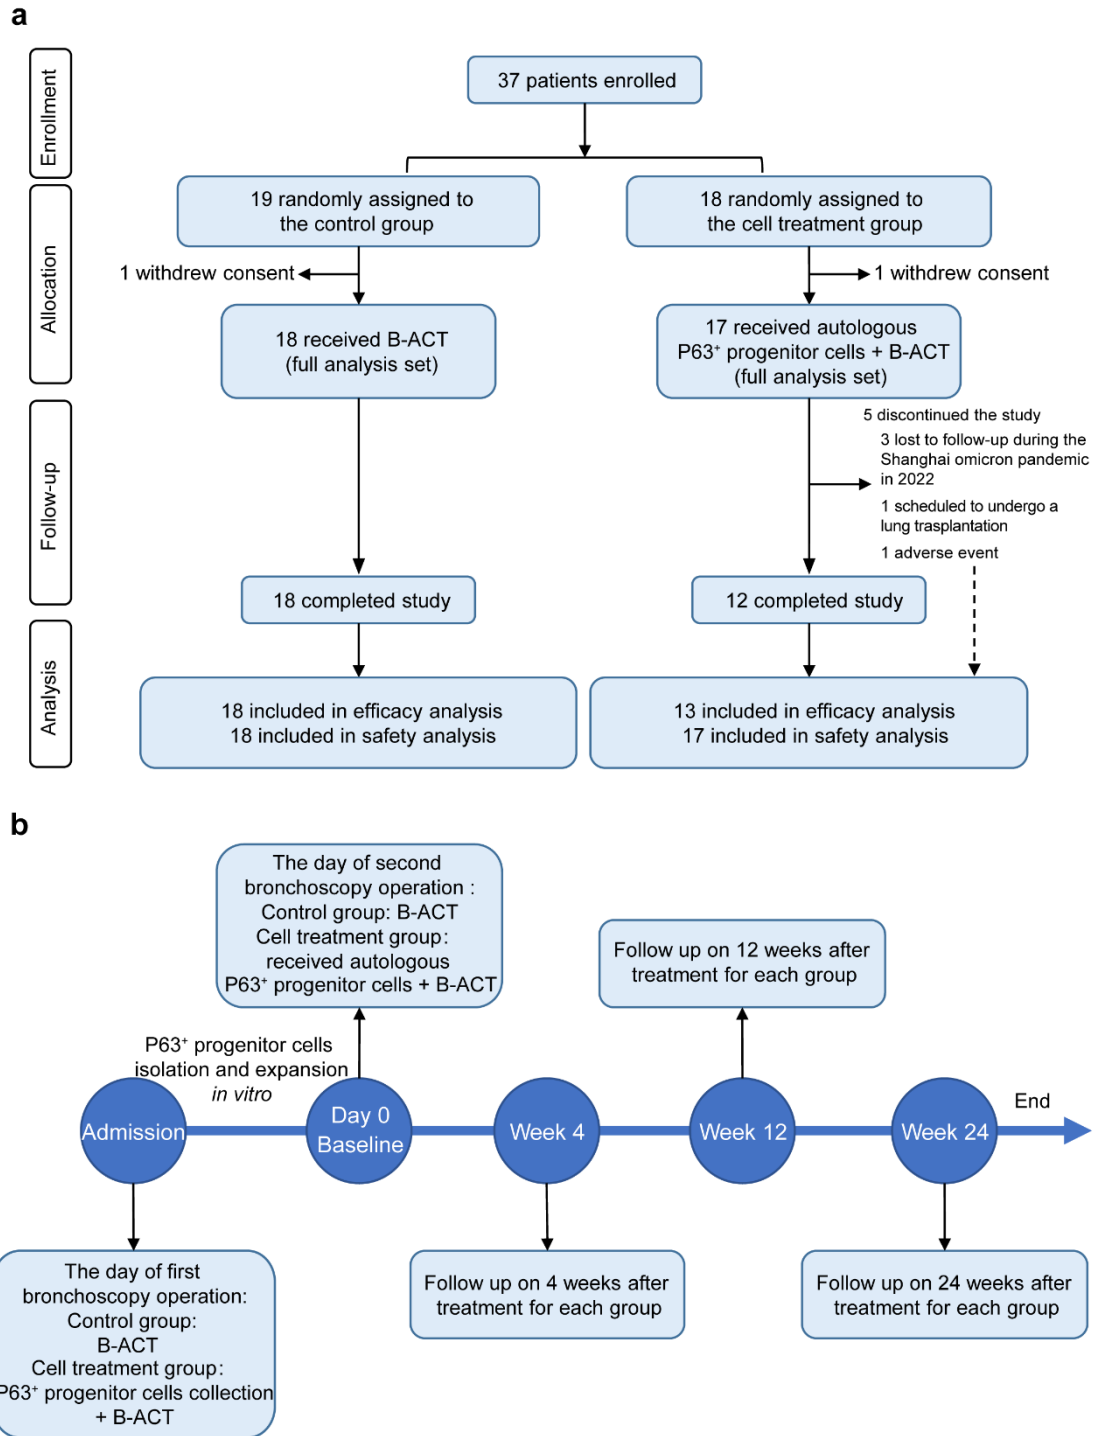 a
Enrollment
37 patients enrolled
Allocation
19 randomly assigned to
the control group
18 randomly assigned to
the cell treatment group
1 withdrew consent
1 withdrew consent
18 received B-ACT
(full analysis set)
17 received autologous
P63⁺ progenitor cells + B-ACT
(full analysis set)
Follow-up
5 discontinued the study
3 lost to follow-up during the
Shanghai omicron pandemic
in 2022
1 scheduled to undergo a
lung trasplantation
1 adverse event
18 completed study
12 completed study
Analysis
18 included in efficacy analysis
18 included in safety analysis
13 included in efficacy analysis
17 included in safety analysis
b
The day of second
bronchoscopy operation :
Control group: B-ACT
Cell treatment group:
received autologous
P63⁺ progenitor cells + B-ACT
Follow up on 12 weeks after
treatment for each group
P63⁺ progenitor cells
isolation and expansion
in vitro
Admission
Day 0
Baseline
Week 4
Week 12
Week 24
End
The day of first
bronchoscopy operation:
Control group:
B-ACT
Cell treatment group:
P63⁺ progenitor cells collection
+ B-ACT
Follow up on 4 weeks after
treatment for each group
Follow up on 24 weeks after
treatment for each group